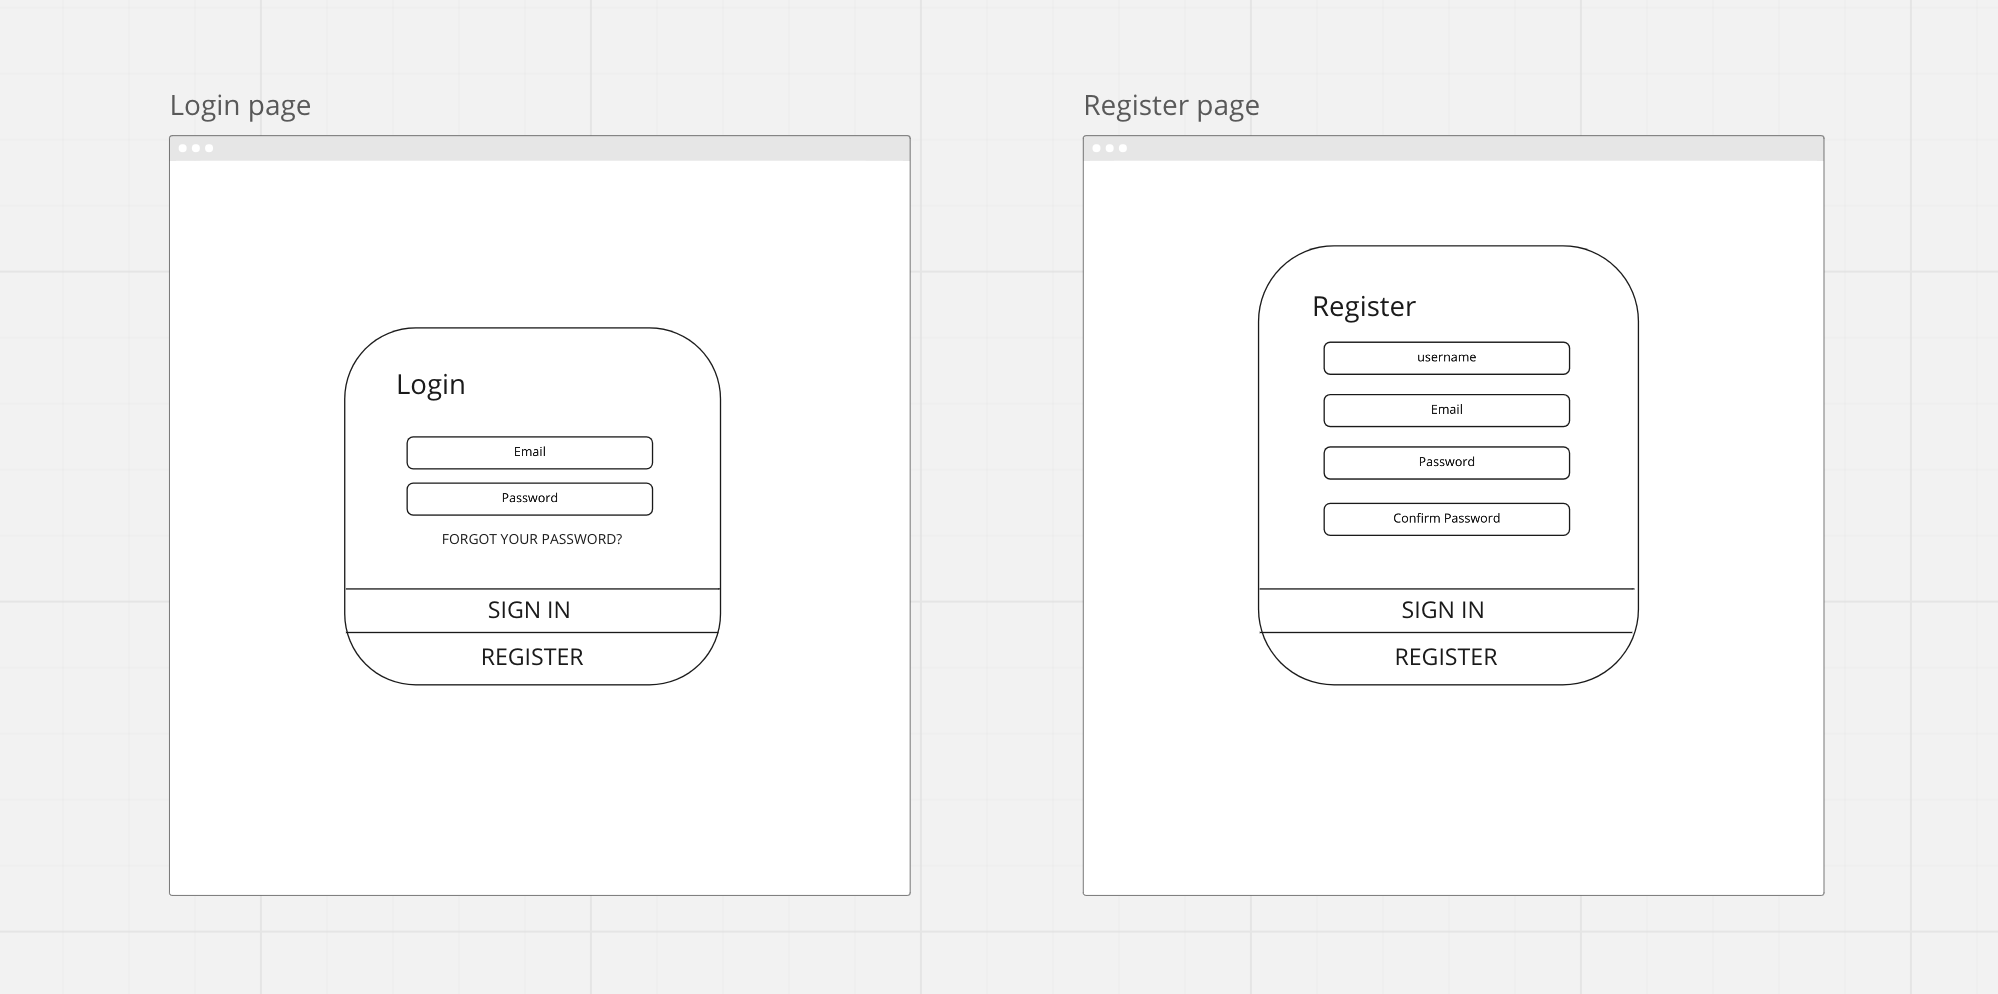 Login page
Login
Email
Password
FORGOT YOUR PASSWORD?
SIGN IN
REGISTER
Register page
Register
username
Email
Password
Confirm Password
SIGN IN
REGISTER